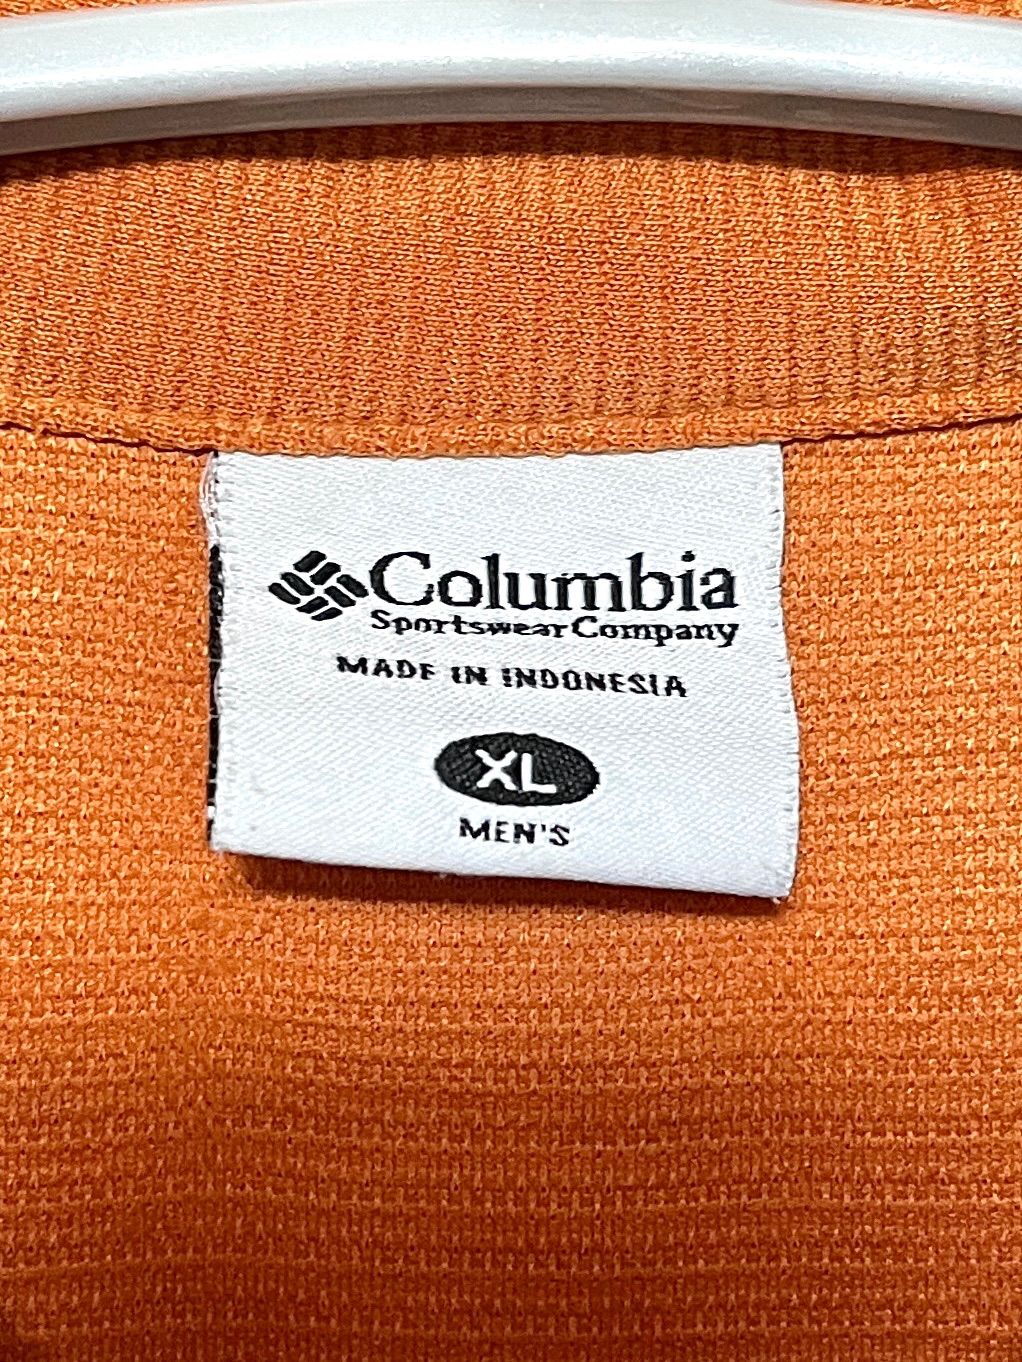 Columbia
Sportswear Company
MADE IN INDONESIA
XL
MEN'S